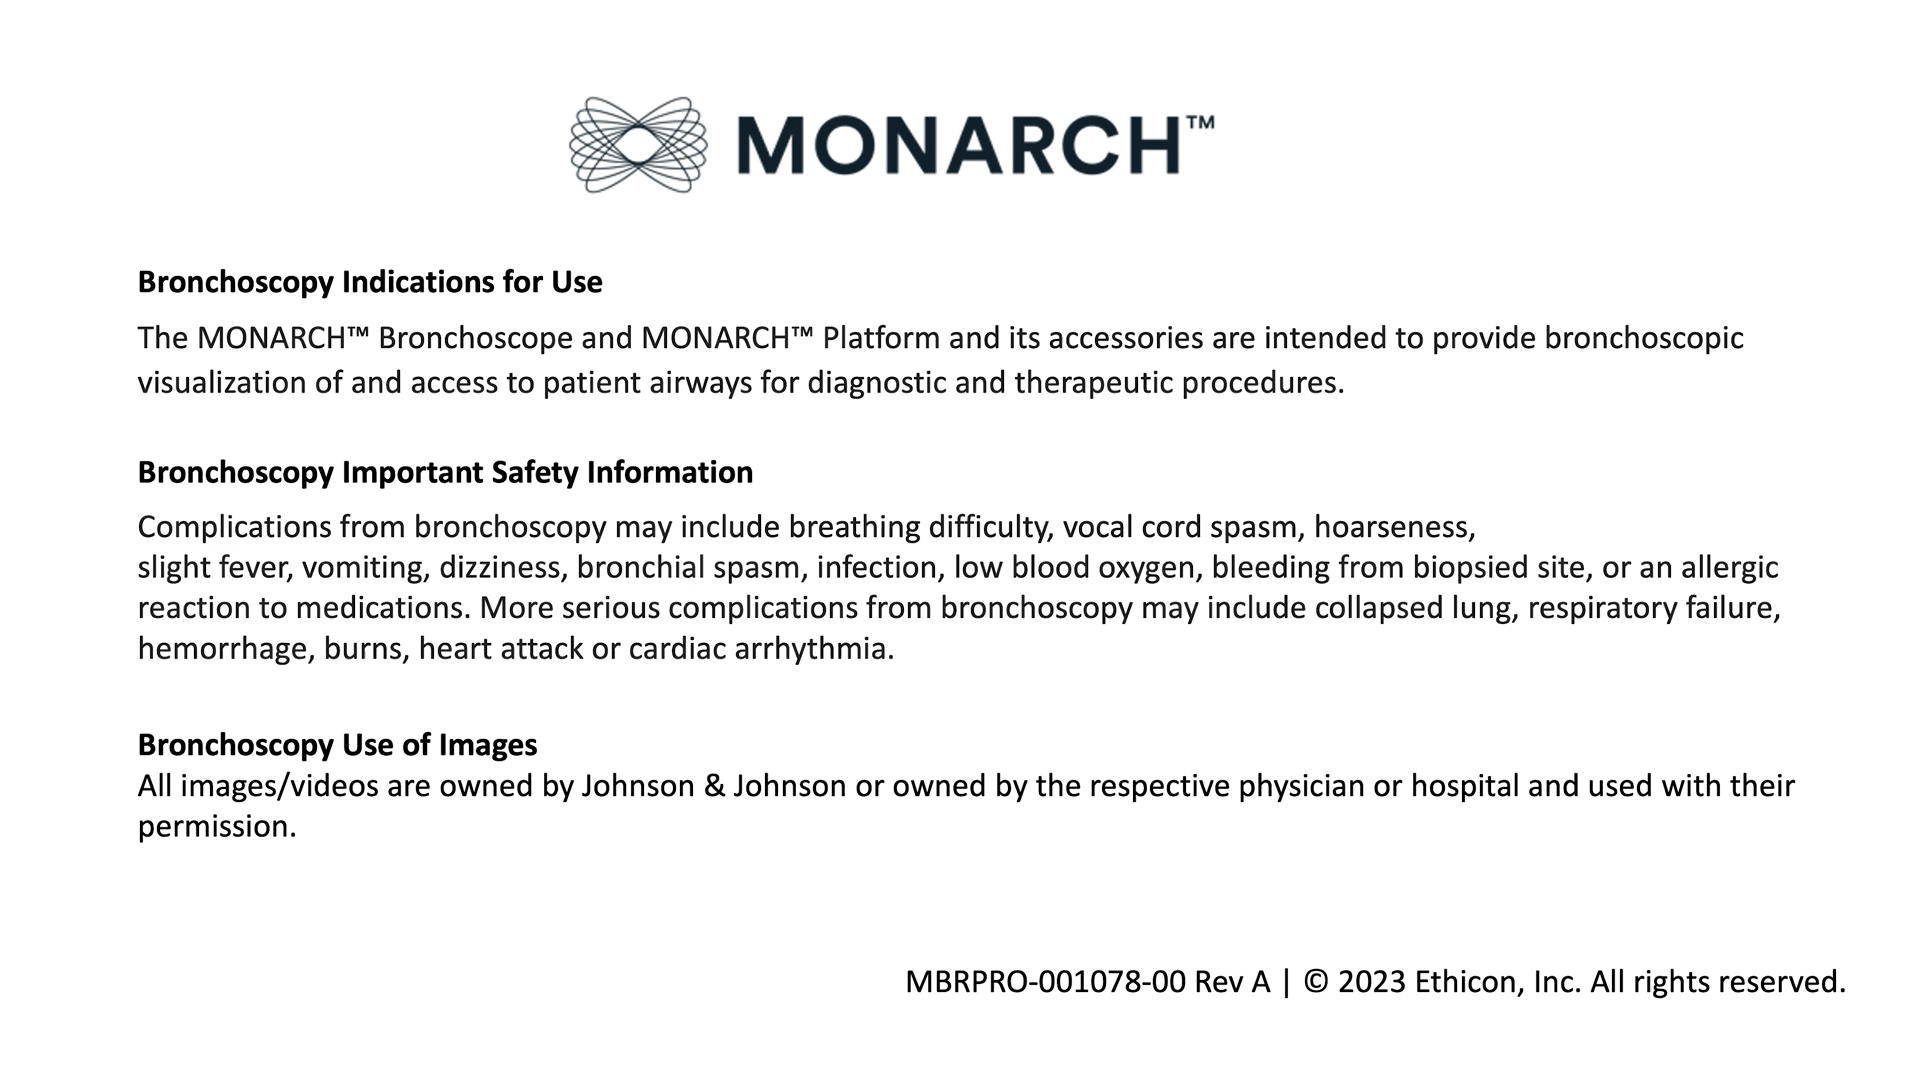 MONARCH™
Bronchoscopy Indications for Use
The MONARCH™ Bronchoscope and MONARCH™ Platform and its accessories are intended to provide bronchoscopic
visualization of and access to patient airways for diagnostic and therapeutic procedures.
Bronchoscopy Important Safety Information
Complications from bronchoscopy may include breathing difficulty, vocal cord spasm, hoarseness,
slight fever, vomiting, dizziness, bronchial spasm, infection, low blood oxygen, bleeding from biopsied site, or an allergic
reaction to medications. More serious complications from bronchoscopy may include collapsed lung, respiratory failure,
hemorrhage, burns, heart attack or cardiac arrhythmia.
Bronchoscopy Use of Images
All images/videos are owned by Johnson & Johnson or owned by the respective physician or hospital and used with their
permission.
MBRPRO-001078-00 Rev A | © 2023 Ethicon, Inc. All rights reserved.